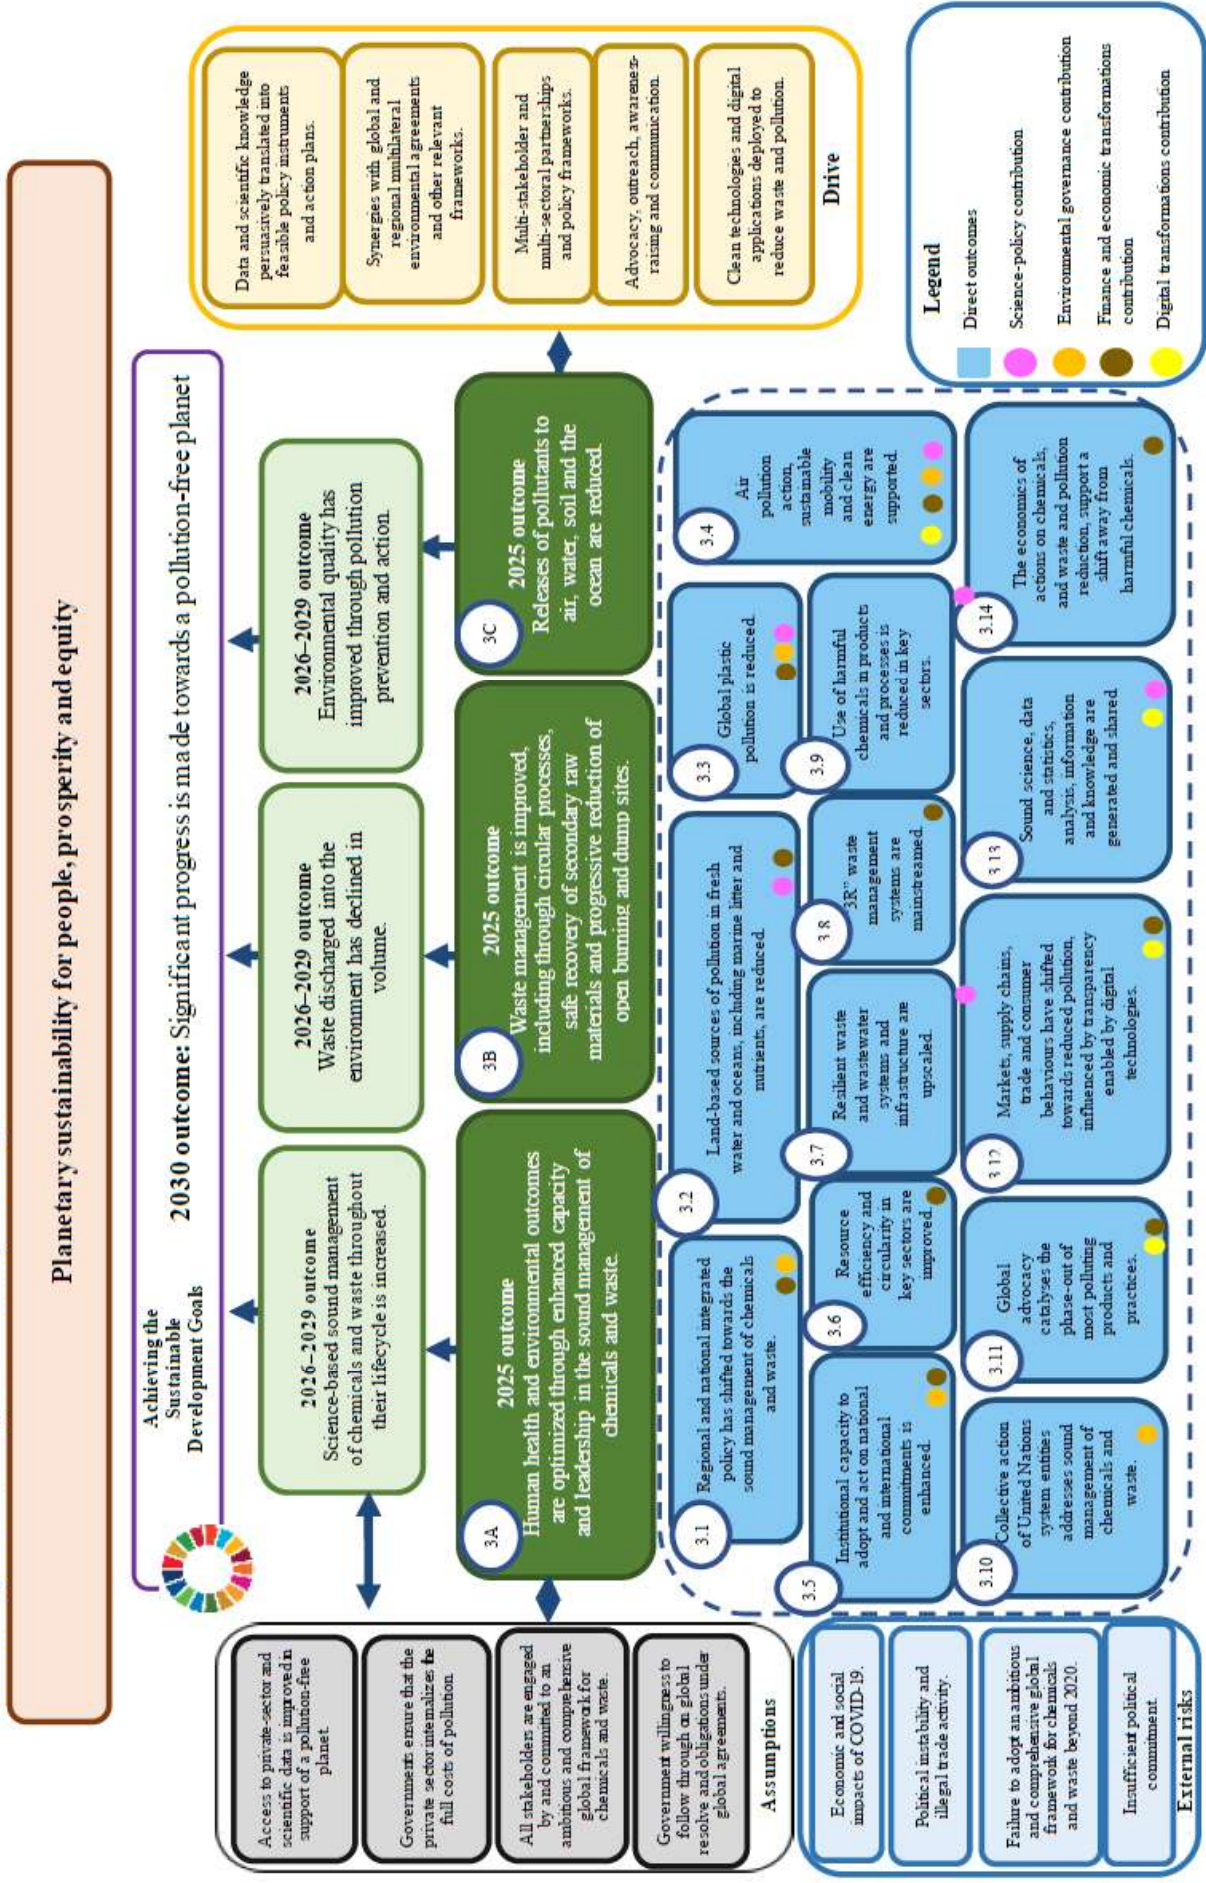 Planetary sustainability for people, prosperity and equity
Achieving the
Sustainable
Development Goals
2030 outcome: Significant progress is made towards a pollution-free planet
2026–2029 outcome
Science-based sound management
of chemicals and waste throughout
their lifecycle is increased.
2026–2029 outcome
Waste discharged into the
environment has declined in
volume.
2026–2029 outcome
Environmental quality has
improved through pollution
prevention and action.
3A
2025 outcome
Human health and environmental outcomes
are optimized through enhanced capacity
and leadership in the sound management of
chemicals and waste.
3B
2025 outcome
Waste management is improved,
including through circular processes,
safe recovery of secondary raw
materials and progressive reduction of
open burning and dump sites.
3C
2025 outcome
Releases of pollutants to
air, water, soil and the
ocean are reduced.
Access to private-sector and
scientific data is improved in
support of a pollution-free
planet.
Governments ensure that the
private sector internalizes the
full costs of pollution
All stakeholders are engaged
by and committed to an
ambitious and comprehensive
global framework for
chemicals and waste.
Government willingness to
follow through on global
resolve and obligations under
global agreements.
Assumptions
Economic and social
impacts of COVID-19.
Political instability and
illegal trade activity.
Failure to adopt an ambitious
and comprehensive global
framework for chemicals
and waste beyond 2020.
Insufficient political
commitment.
External risks
3.1
Regional and national integrated
policy has shifted towards the
sound management of chemicals
and waste.
3.2
Land-based sources of pollution in fresh
water and oceans, including marine litter and
nutrients, are reduced.
3.3
Global plastic
pollution is reduced.
3.4
Air
pollution
action,
sustainable
mobility
and clean
energy are
supported.
3.5
Institutional capacity to
adopt and act on national
and international
commitments is
enhanced.
3.6
Resource
efficiency and
circularity in
key sectors are
improved.
3.7
Resilient waste
and wastewater
systems and
infrastructure are
upscaled.
3.8
3R” waste
management
systems are
mainstreamed.
3.9
Use of harmful
chemicals in products
and processes is
reduced in key
sectors.
3.10
Collective action
of United Nations
system entities
addresses sound
management of
chemicals and
waste.
3.11
Global
advocacy
catalyses the
phase-out of
most polluting
products and
practices.
3.12
Markets, supply chains,
trade and consumer
behaviours have shifted
towards reduced pollution,
influenced by transparency
enabled by digital
technologies.
3.13
Sound science, data
and statistics,
analysis, information
and knowledge are
generated and shared.
3.14
The economics of
actions on chemicals,
and waste and pollution
reduction, support a
shift away from
harmful chemicals.
Data and scientific knowledge
persuasively translated into
feasible policy instruments
and action plans.
Synergies with global and
regional multilateral
environmental agreements
and other relevant
frameworks.
Multi-stakeholder and
multi-sectoral partnerships
and policy frameworks.
Advocacy, outreach, awareness-
raising and communication.
Clean technologies and digital
applications deployed to
reduce waste and pollution.
Drive
Legend
Direct outcomes
Science-policy contribution
Environmental governance contribution
Finance and economic transformations
contribution
Digital transformations contribution